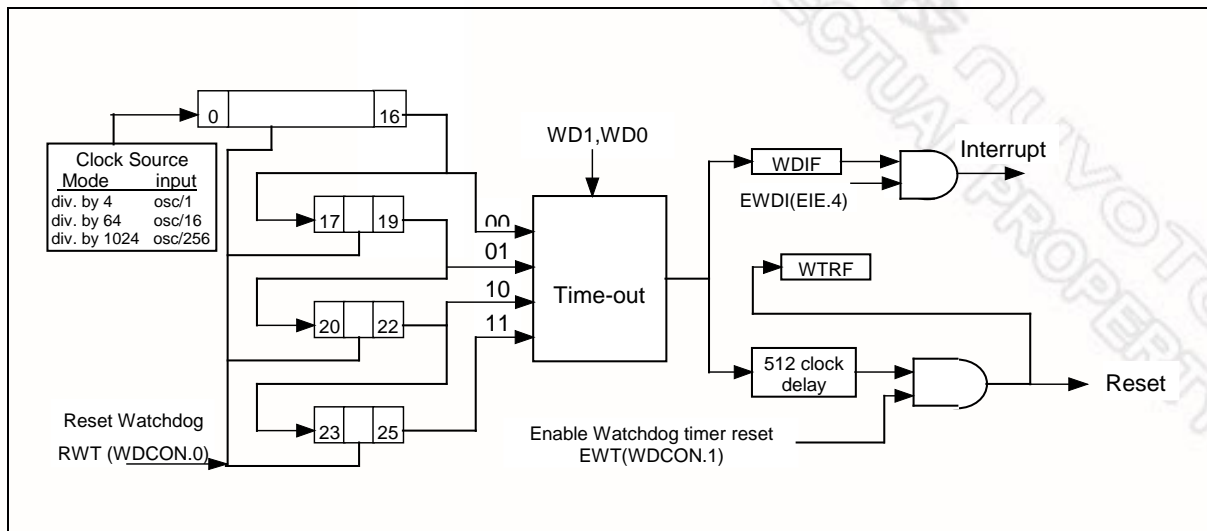 0 16
Clock Source
Mode input
div. by 4 osc/1
div. by 64 osc/16
div. by 1024 osc/256
WD1,WD0
WDIF
Interrupt
EWDI(EIE.4)
17 19
00
01
WTRF
20 22
10
Time-out
11
512 clock
delay
Reset
23 25
Reset Watchdog
RWT (WDCON.0)
Enable Watchdog timer reset
EWT(WDCON.1)
nuvoto
ECTUAL PROPERTY